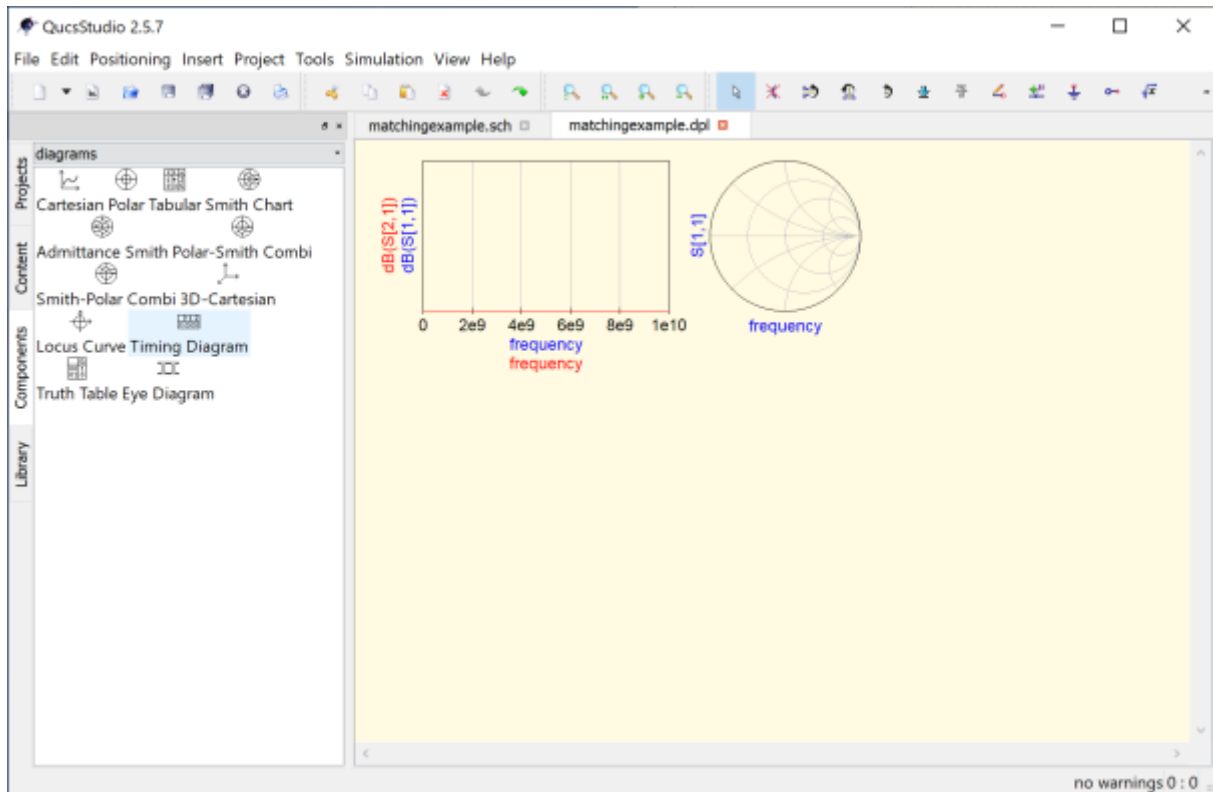 QucsStudio 2.5.7
File Edit Positioning Insert Project Tools Simulation View Help
matchingexample.sch
matchingexample.dpl
Projects
Content
Components
Library
diagrams
Cartesian Polar Tabular Smith Chart
Admittance Smith Polar-Smith Combi
Smith-Polar Combi 3D-Cartesian
Locus Curve Timing Diagram
Truth Table Eye Diagram
dB(S[2,1])
dB(S[1,1])
0 2e9 4e9 6e9 8e9 1e10
frequency
frequency
S[1,1]
frequency
no warnings 0 : 0